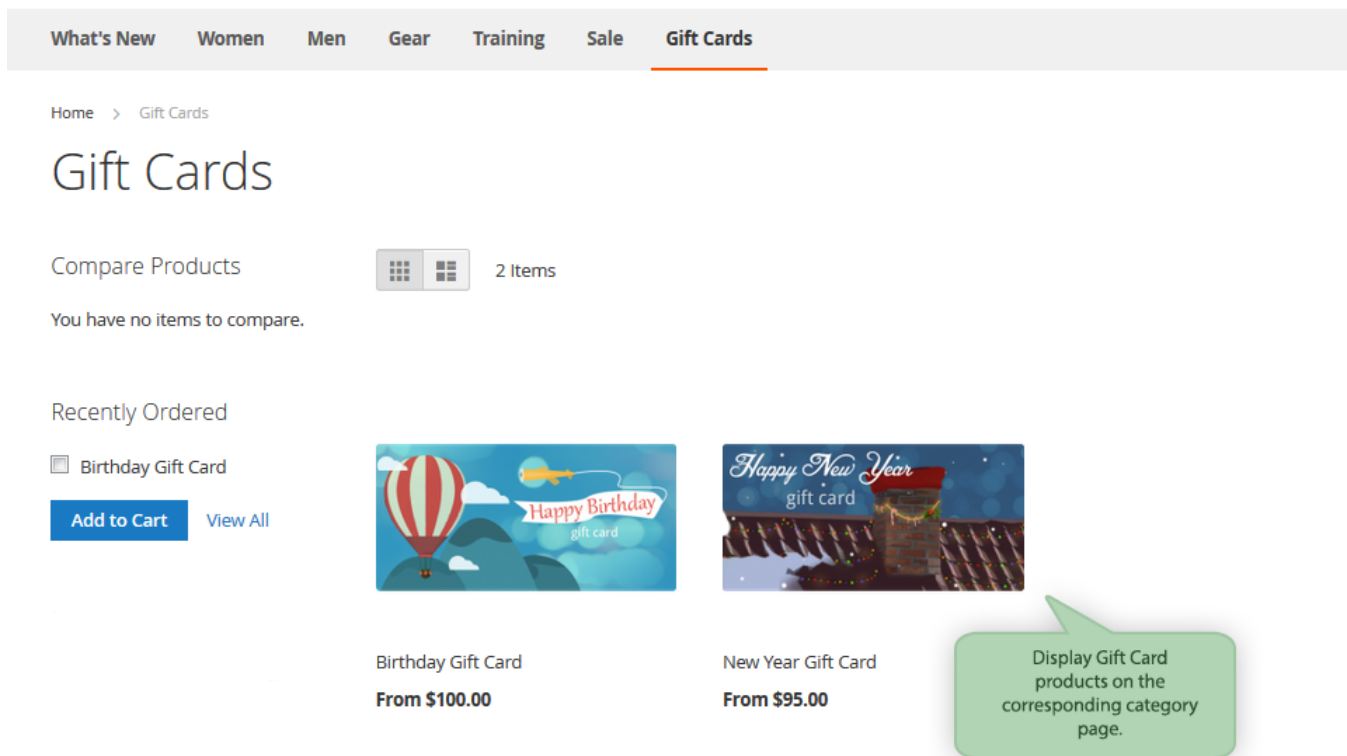 What's New Women Men Gear Training Sale Gift Cards
Home > Gift Cards
Gift Cards
Compare Products
2 Items
You have no items to compare.
Recently Ordered
Birthday Gift Card
Add to Cart View All
Happy Birthday
gift card
Happy New Year
gift card
Birthday Gift Card
From $100.00
New Year Gift Card
From $95.00
Display Gift Card
products on the
corresponding category
page.